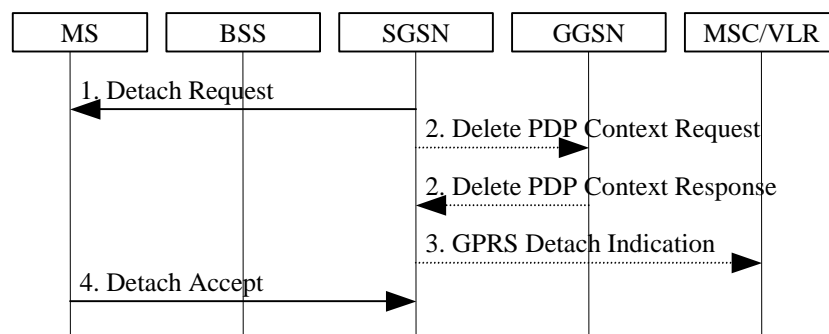 MS
BSS
SGSN
GGSN
MSC/VLR
1. Detach Request
2. Delete PDP Context Request
2. Delete PDP Context Response
3. GPRS Detach Indication
4. Detach Accept